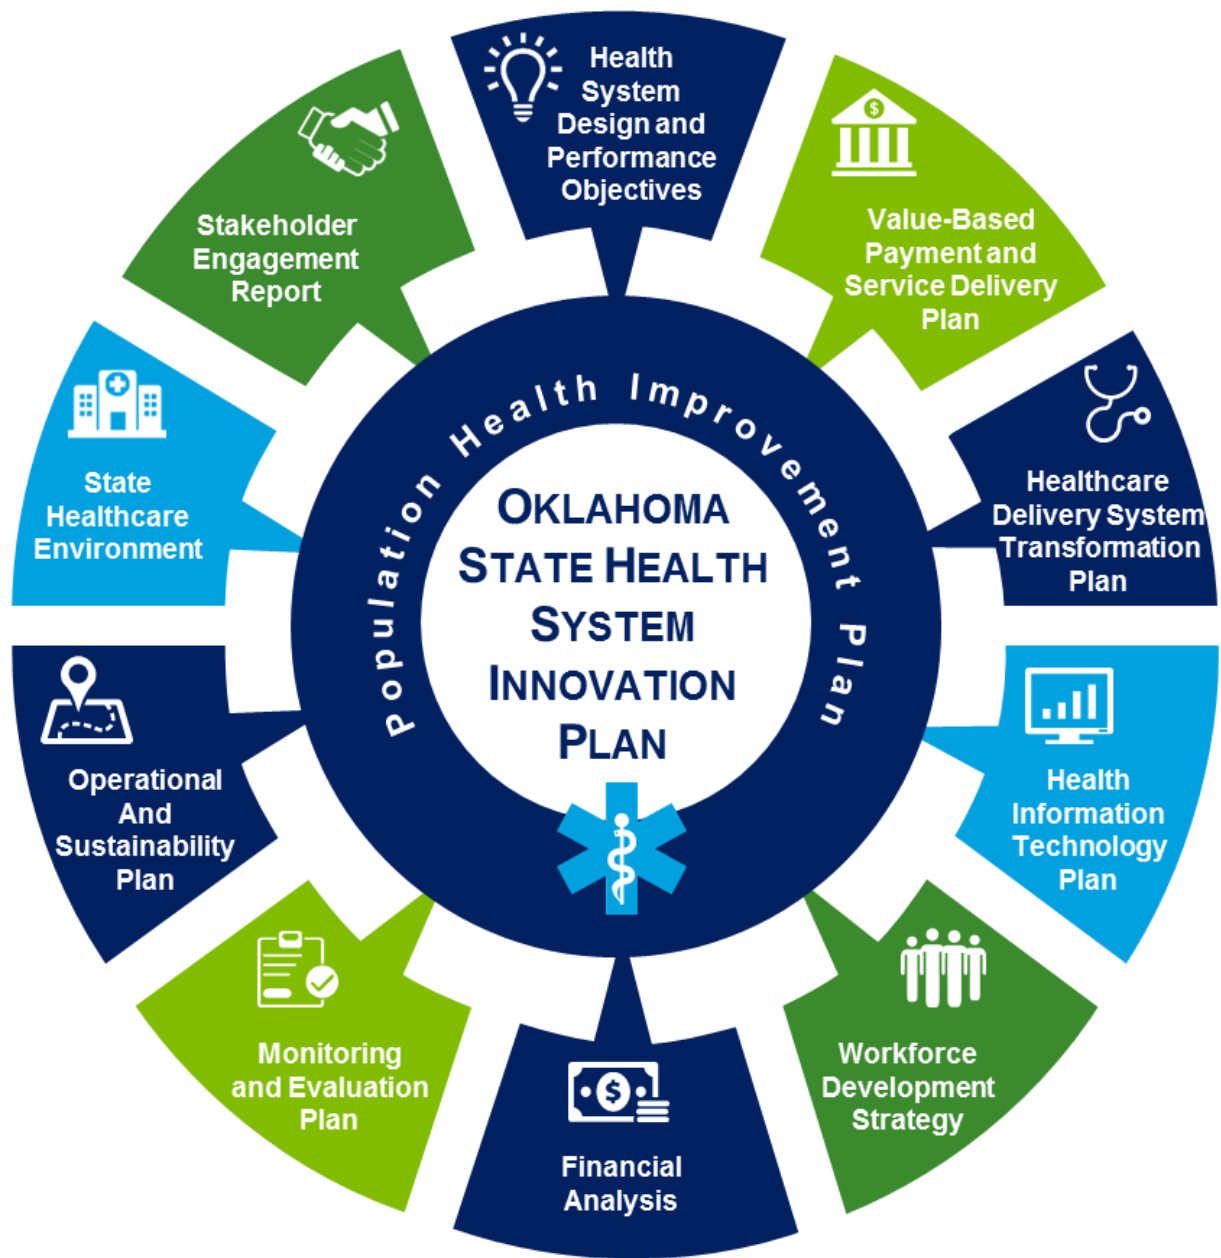 Health
System
Design and
Performance
Objectives
Value-Based
Payment and
Service Delivery
Plan
Healthcare
Delivery System
Transformation
Plan
Health
Information
Technology
Plan
Workforce
Development
Strategy
Financial
Analysis
Monitoring
and Evaluation
Plan
Operational
And
Sustainability
Plan
State
Healthcare
Environment
Stakeholder
Engagement
Report
Population Health Improvement Plan
OKLAHOMA
STATE HEALTH
SYSTEM
INNOVATION
PLAN
$
$